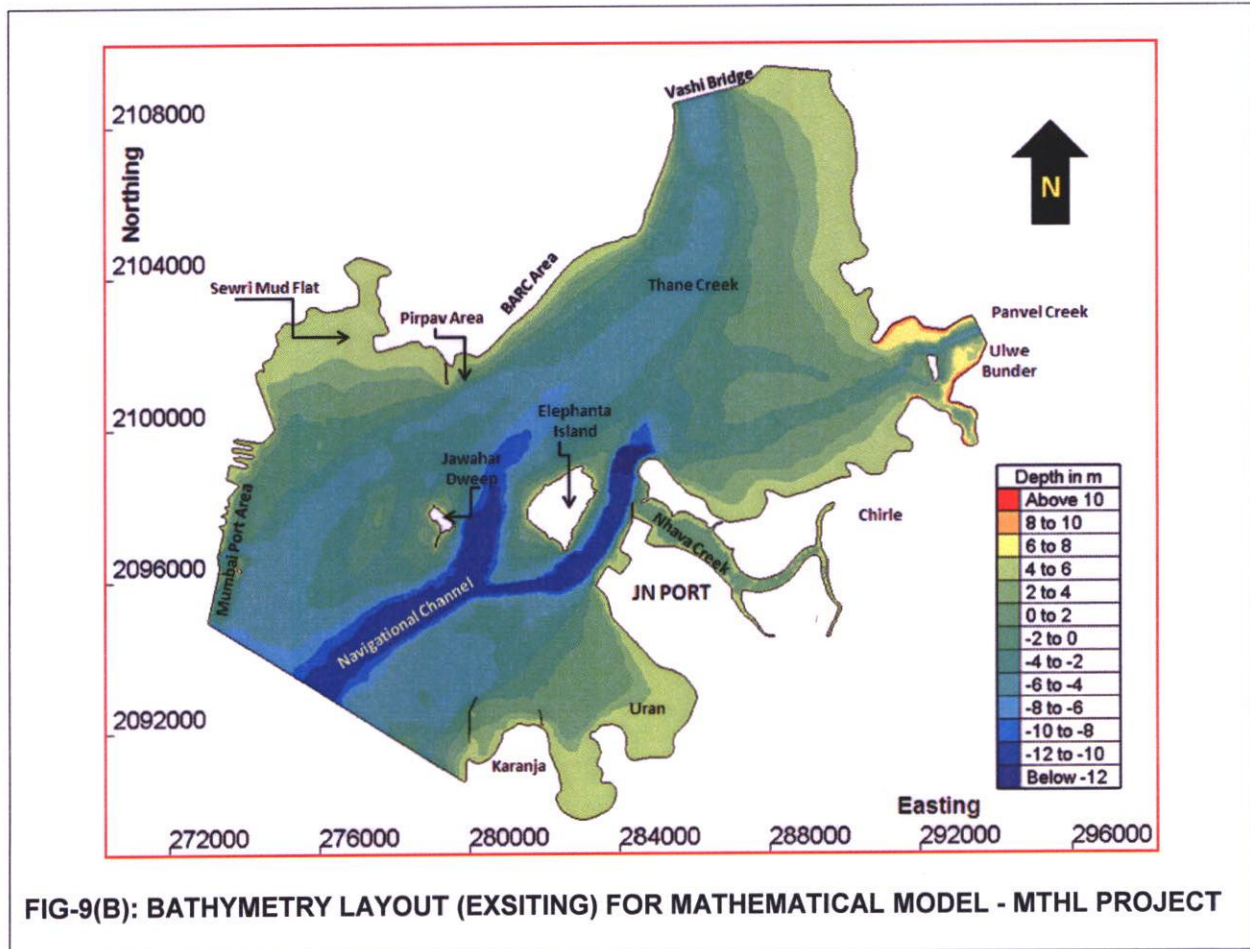 Vashi Bridge
2108000
Northing
N
2104000
Thane Creek
Sewri Mud Flat
BARC Area
Pirpav Area
Panvel Creek
Ulwe
Bunder
2100000
Elephanta
Island
Jawahar
Dweep
Depth in m
Above 10
8 to 10
6 to 8
4 to 6
2 to 4
0 to 2
-2 to 0
-4 to -2
-6 to -4
-8 to -6
-10 to -8
-12 to -10
Below -12
Chirle
Mumbai Port Area
Nhava Creek
2096000
JN PORT
Navigational Channel
2092000
Uran
Karanja
Easting
272000
276000
280000
284000
288000
292000
296000
FIG-9(B): BATHYMETRY LAYOUT (EXSITING) FOR MATHEMATICAL MODEL - MTHL PROJECT